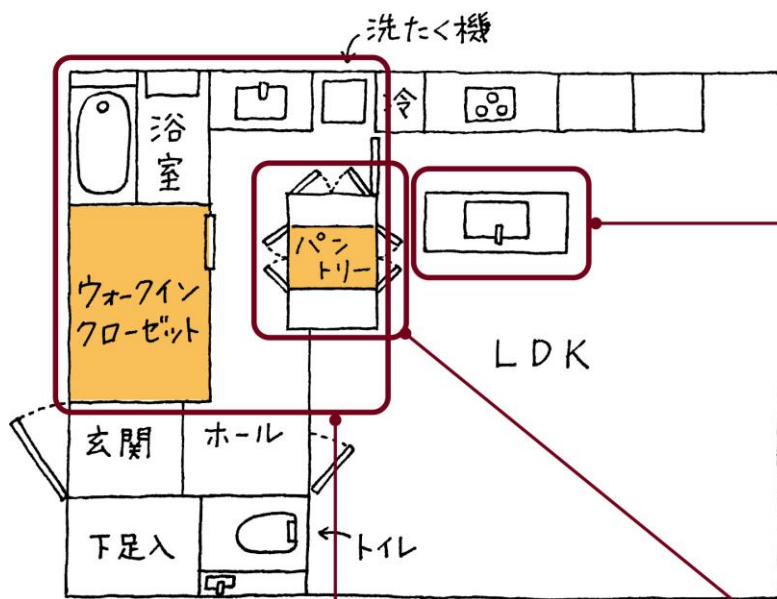 洗たく機
浴
室
冷
パン
トリー
ウォークイン
クローゼット
LDK
玄関
ホール
下足入
トイレ